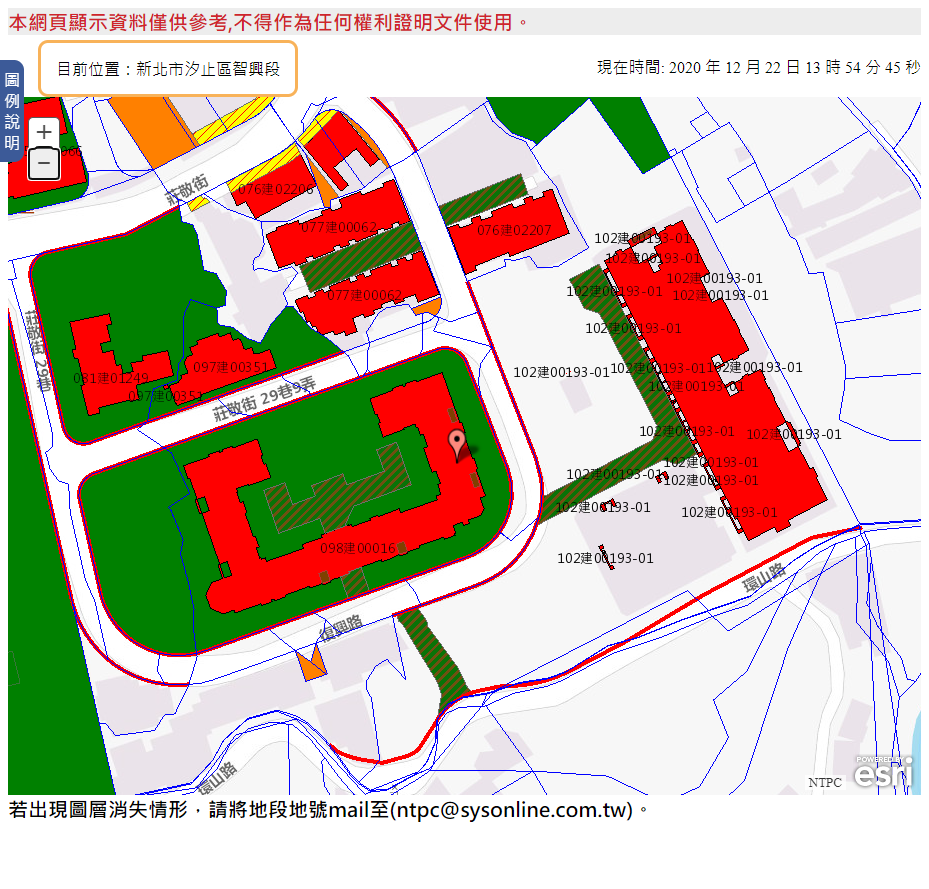 本網頁顯示資料僅供參考,不得作為任何權利證明文件使用。
目前位置：新北市汐止區智興段
現在時間: 2020 年 12 月 22 日 13 時 54 分 45 秒
圖例說明
+
−
莊敬街
076建02206
077建00062
076建02207
077建00062
102建00193-01
102建00193-01
102建00193-01
102建00193-01
102建00193-01
102建00193-01
102建00193-01
102建00193-01
102建00193-01
102建00193-01
莊敬街 29巷
081建01249
097建00351
097建00351
莊敬街 29巷9弄
102建00193-01
102建00193-01
102建00193-01
102建00193-01
102建00193-01
102建00193-01
102建00193-01
102建00193-01
098建00016
環山路
復興路
環山路
NTPC
POWERED BY
esri
若出現圖層消失情形，請將地段地號mail至(ntpc@sysonline.com.tw)。